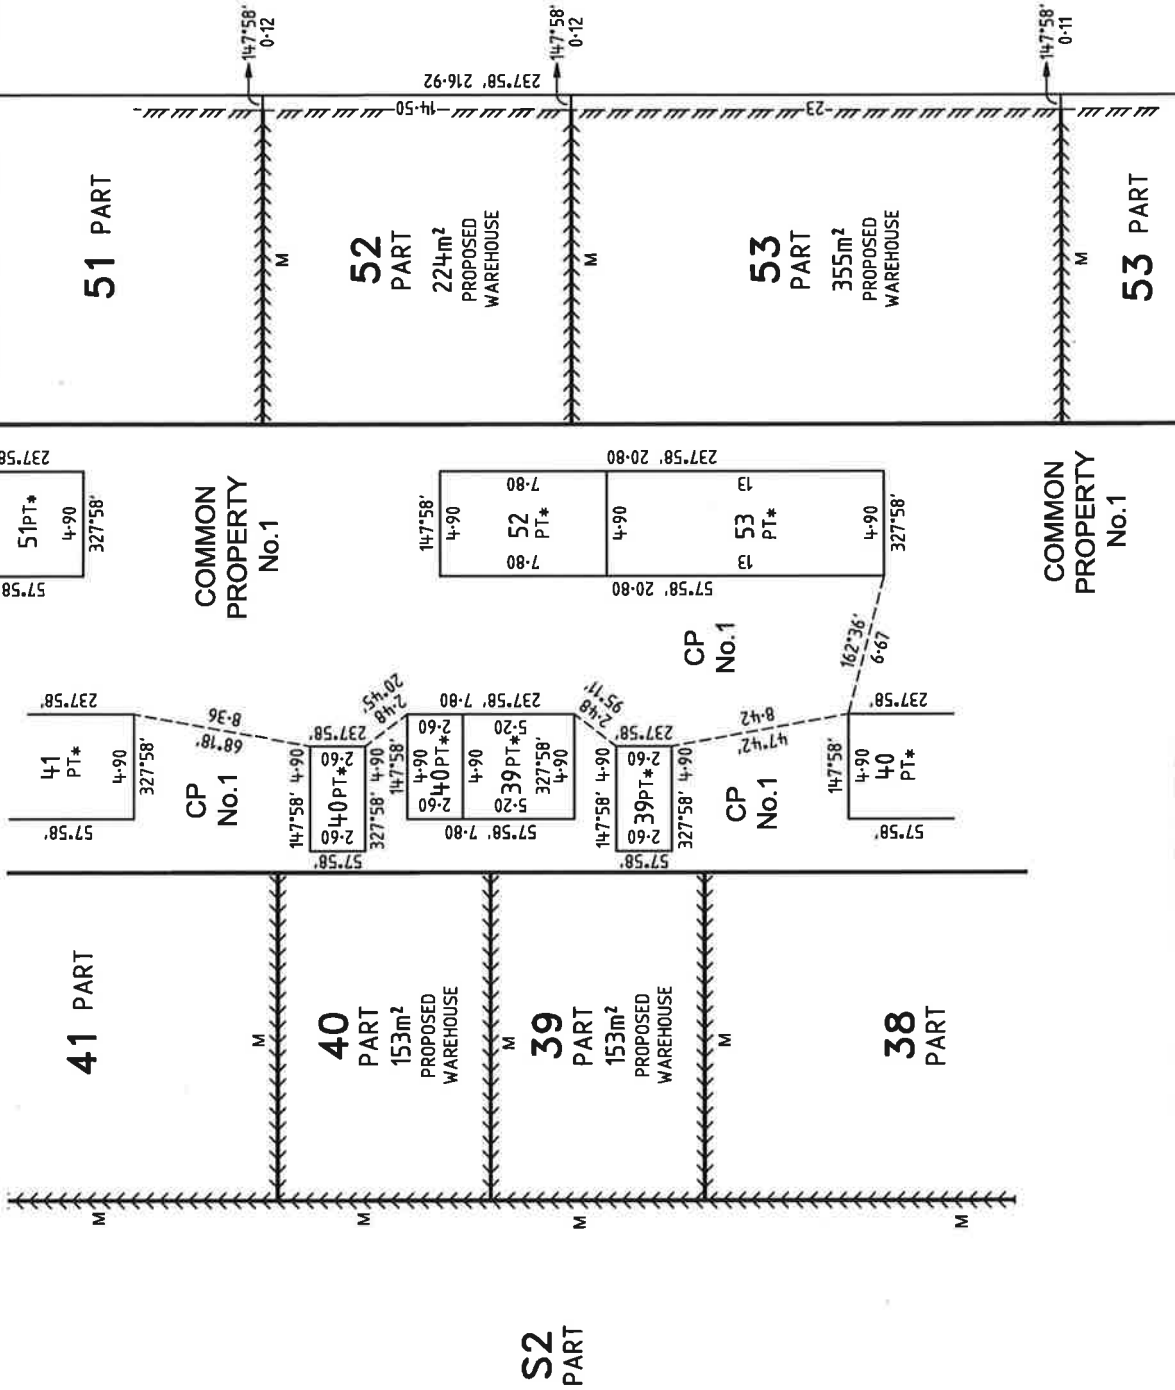 147°58'
0·12
147°58'
0·12
147°58'
0·11
237°58' 216·92
14·50
23
51 PART
M
52
PART
224m²
PROPOSED
WAREHOUSE
M
53
PART
355m²
PROPOSED
WAREHOUSE
M
53 PART
237°58'
51PT*
4·90
327°58'
57°58'
COMMON
PROPERTY
No.1
237°58' 20·80
147°58'
4·90
7·80
52
PT*
7·80
4·90
13
53
PT*
13
4·90
327°58'
57°58' 20·80
COMMON
PROPERTY
No.1
CP
No.1
162°36'
6·67
237°58'
41
PT*
4·90
327°58'
57°58'
8·36
68°18'
CP
No.1
237°58'
147°58' 4·90
2·60
40PT*
2·60
327°58' 4·90
57°58'
20°45'
2·48
237°58' 7·80
147°58'
4·90
2·60
40PT*
2·60
4·90
5·20
39PT*
5·20
327°58'
4·90
57°58' 7·80
95°11'
2·48
237°58'
147°58' 4·90
2·60
39PT*
2·60
327°58' 4·90
57°58'
8·42
47°42'
CP
No.1
237°58'
147°58'
4·90
40
PT*
57°58'
41 PART
M
40
PART
153m²
PROPOSED
WAREHOUSE
M
39
PART
153m²
PROPOSED
WAREHOUSE
M
38
PART
M
M
M
M
S2
PART